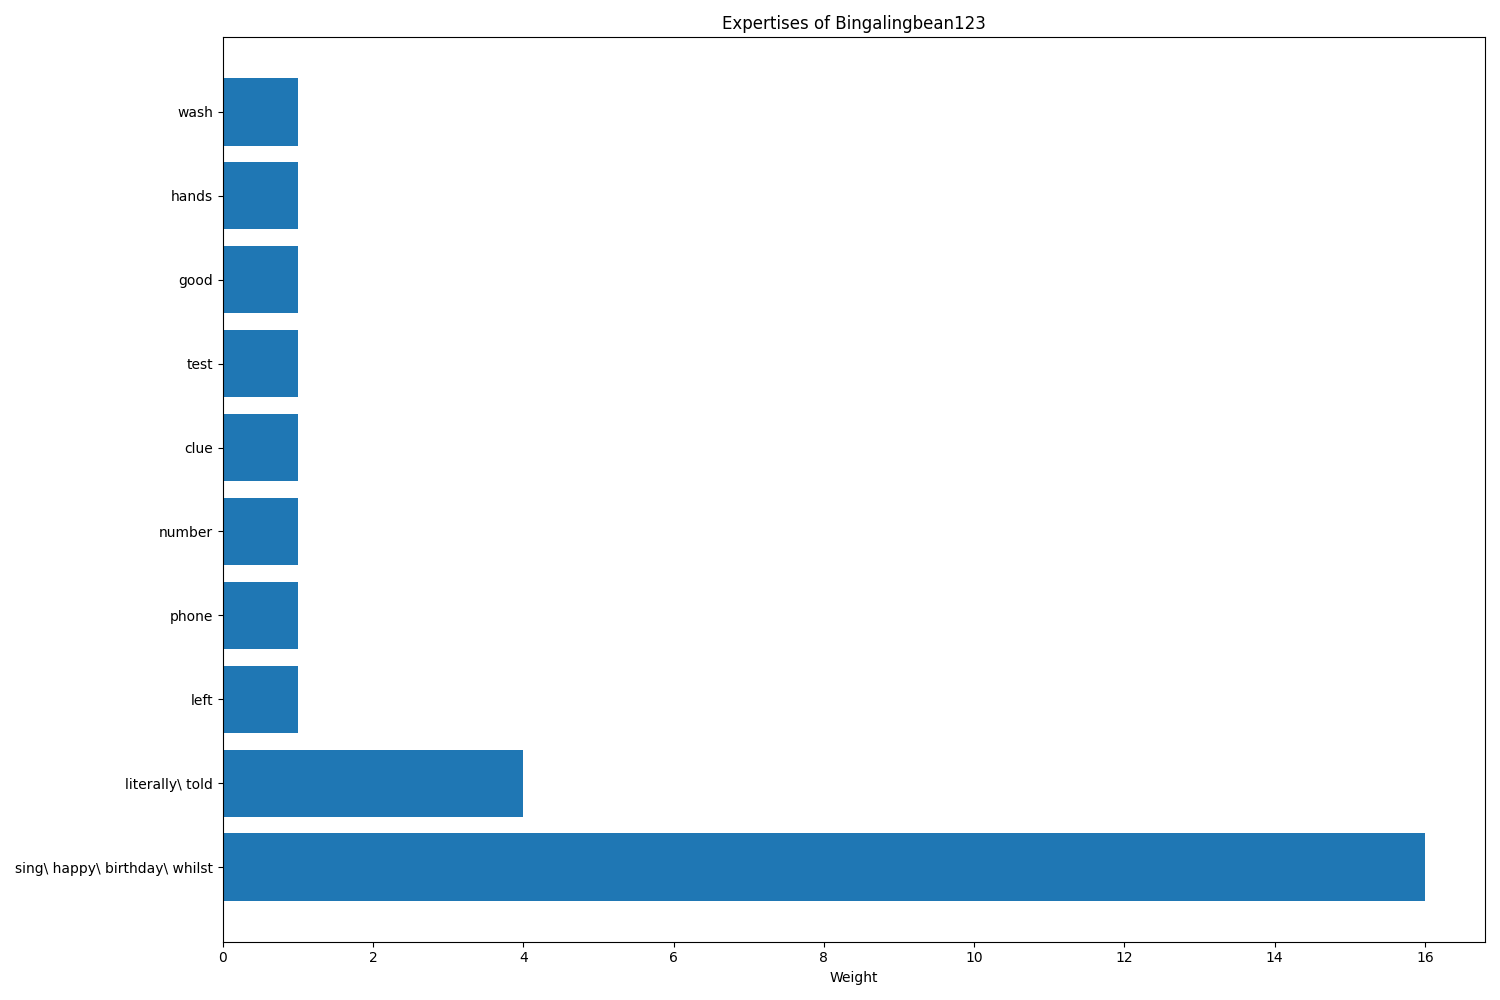 Expertises of Bingalingbean123
wash
hands
good
test
clue
number
phone
left
literally\ told
sing\ happy\ birthday\ whilst
0 2 4 6 8 10 12 14 16
Weight